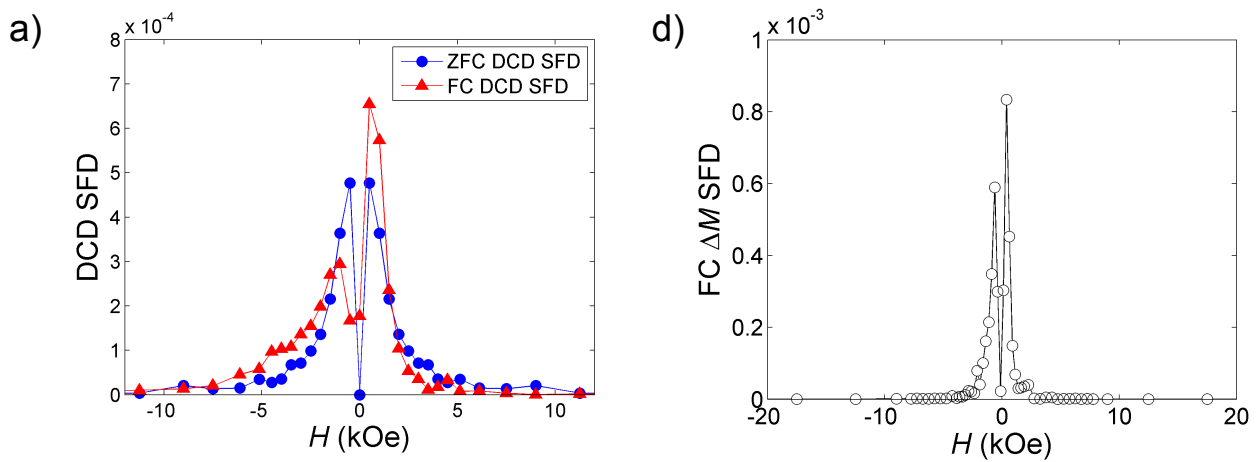 a)
x 10⁻⁴
8
7
6
5
4
3
2
1
0
DCD SFD
ZFC DCD SFD
FC DCD SFD
-10
-5
0
5
10
H (kOe)
d)
x 10⁻³
1
0.8
0.6
0.4
0.2
0
FC ΔM SFD
-20
-10
0
10
20
H (kOe)